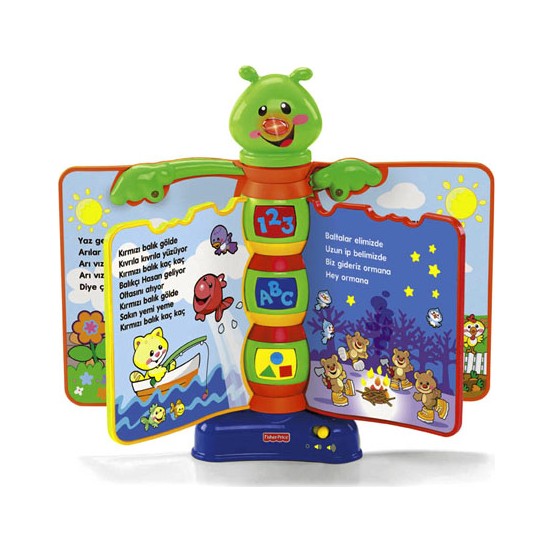 Yaz
Arılar
Arı vız
Arı vız
Diye ç
Kırmızı balık gölde
Kıvrıla kıvrıla yüzüyor
Kırmızı balık kaç kaç
Balıkçı Hasan geliyor
Oltasını atıyor
Kırmızı balık gölde
Sakın yemi yeme
Kırmızı balık kaç kaç
123
ABC
Baltalar elimizde
Uzun ip belimizde
Biz gideriz ormana
Hey ormana
Fisher-Price